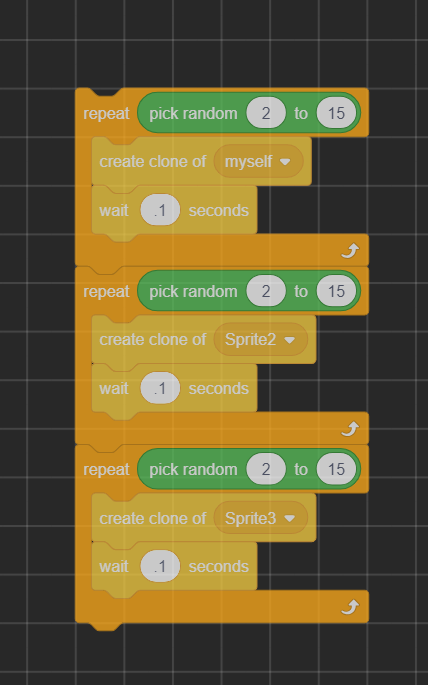 repeat pick random 2 to 15
create clone of myself
wait .1 seconds
repeat pick random 2 to 15
create clone of Sprite2
wait .1 seconds
repeat pick random 2 to 15
create clone of Sprite3
wait .1 seconds